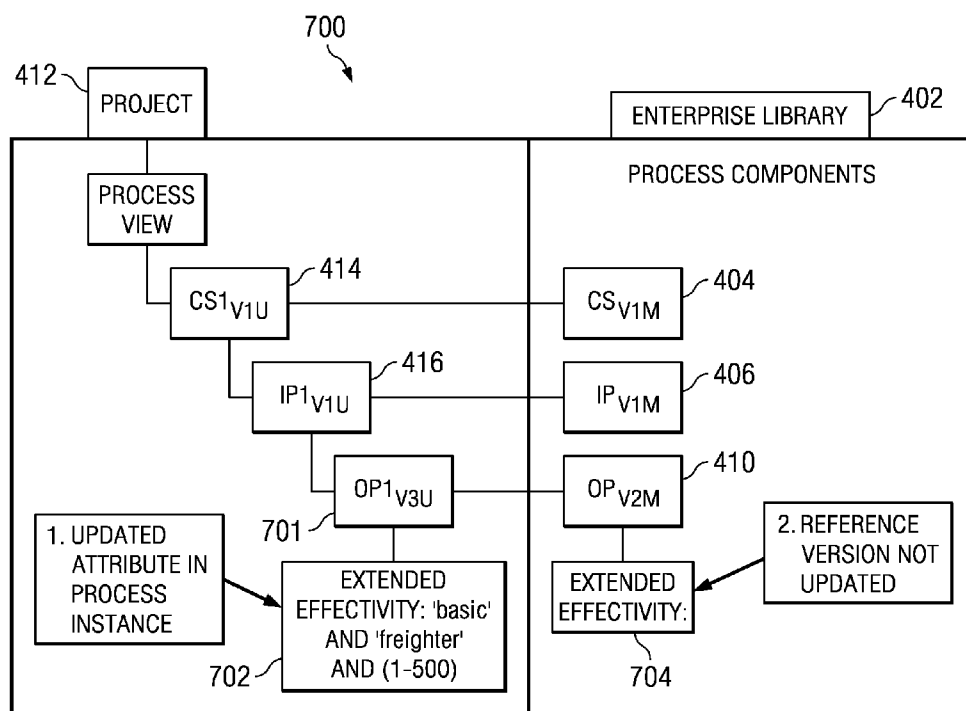 700
412
PROJECT
ENTERPRISE LIBRARY
402
PROCESS COMPONENTS
PROCESS
VIEW
CS1V1U
414
CSV1M
404
IP1V1U
416
IPV1M
406
OP1V3U
701
OPV2M
410
1. UPDATED
ATTRIBUTE IN
PROCESS
INSTANCE
EXTENDED
EFFECTIVITY: 'basic'
AND 'freighter'
AND (1-500)
702
EXTENDED
EFFECTIVITY:
704
2. REFERENCE
VERSION NOT
UPDATED